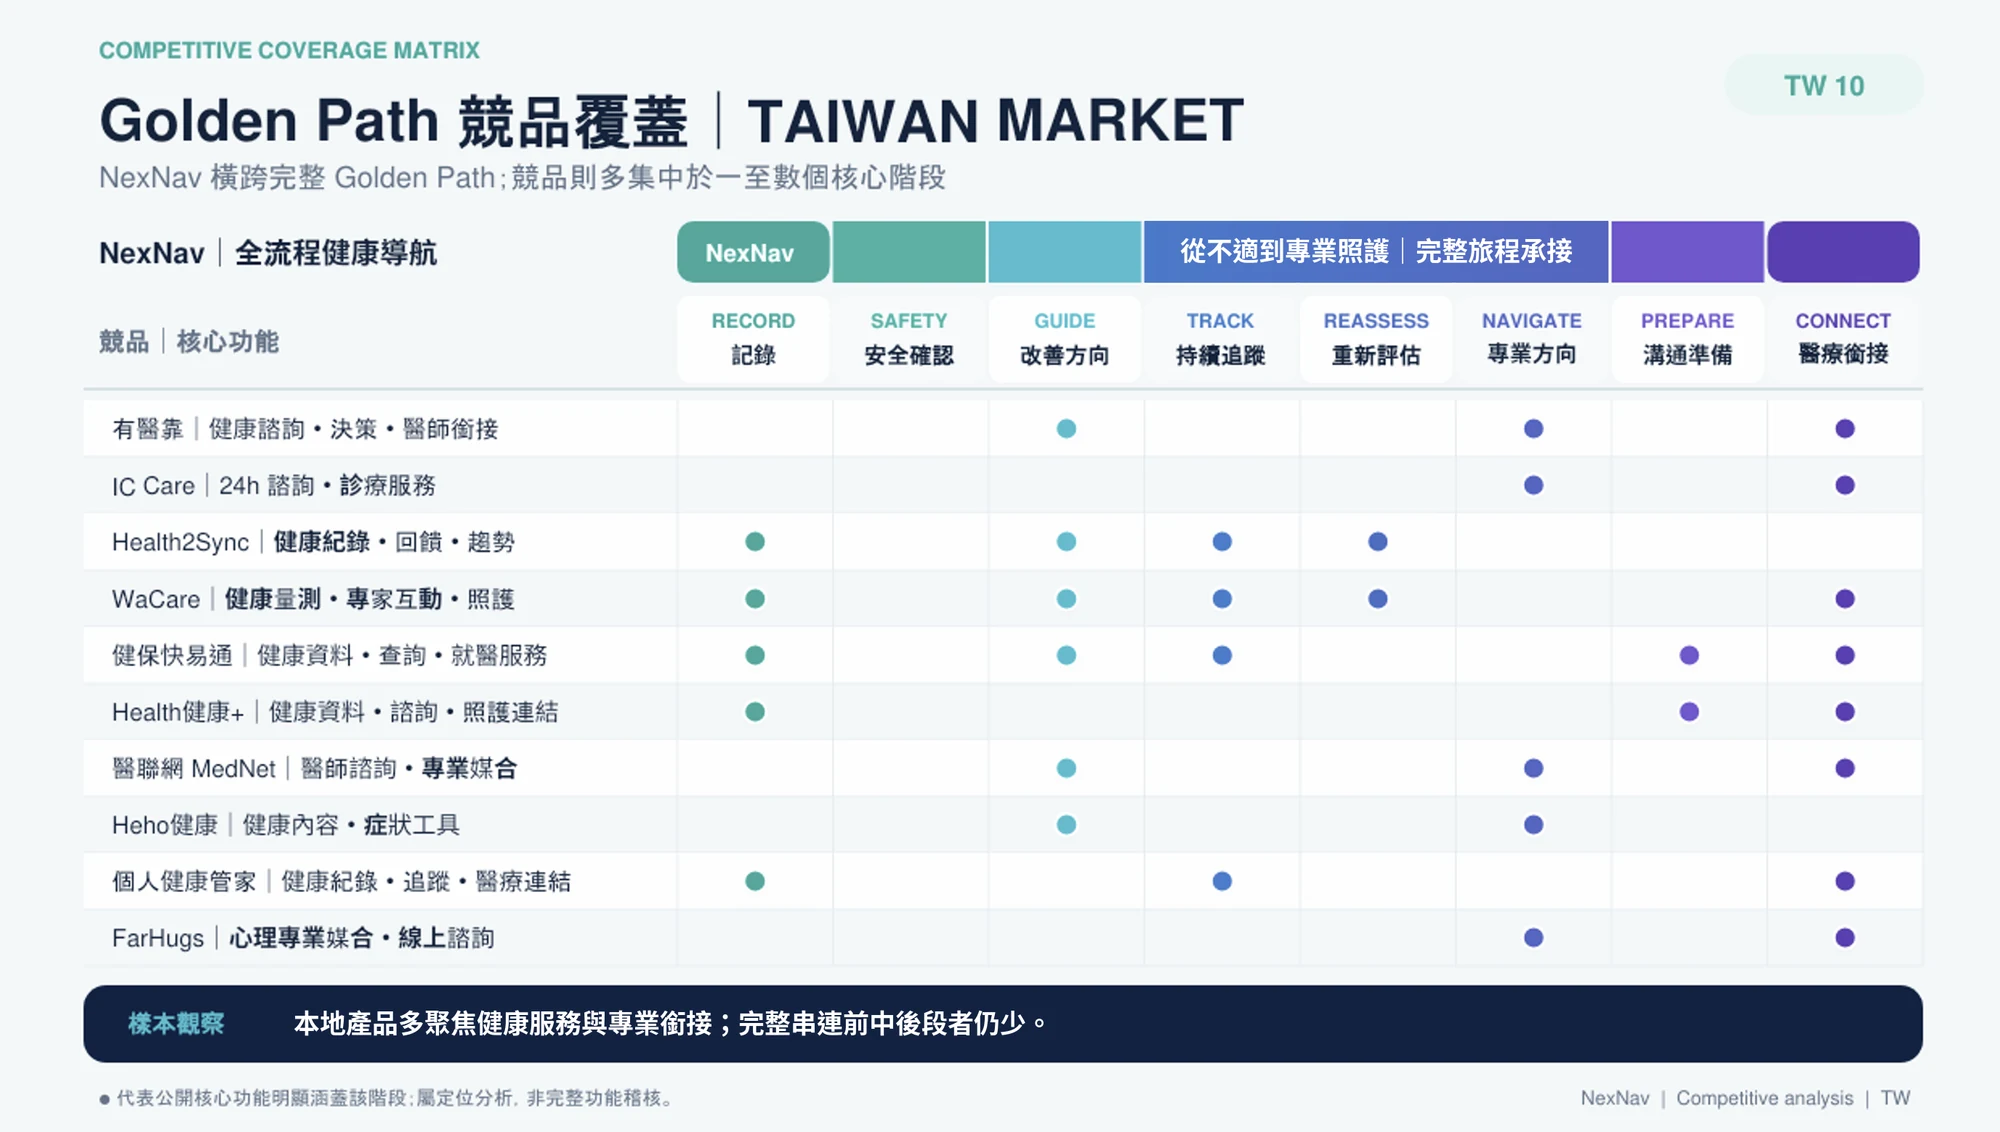 COMPETITIVE COVERAGE MATRIX
TW 10
Golden Path 競品覆蓋｜TAIWAN MARKET
NexNav 橫跨完整 Golden Path；競品則多集中於一至數個核心階段
NexNav｜全流程健康導航
NexNav
從不適到專業照護｜完整旅程承接
競品｜核心功能
RECORD
記錄
SAFETY
安全確認
GUIDE
改善方向
TRACK
持續追蹤
REASSESS
重新評估
NAVIGATE
專業方向
PREPARE
溝通準備
CONNECT
醫療銜接
有醫靠｜健康諮詢・決策・醫師銜接
IC Care｜24h 諮詢・診療服務
Health2Sync｜健康紀錄・回饋・趨勢
WaCare｜健康量測・專家互動・照護
健保快易通｜健康資料・查詢・就醫服務
Health健康+｜健康資料・諮詢・照護連結
醫聯網 MedNet｜醫師諮詢・專業媒合
Heho健康｜健康內容・症狀工具
個人健康管家｜健康紀錄・追蹤・醫療連結
FarHugs｜心理專業媒合・線上諮詢
樣本觀察 本地產品多聚焦健康服務與專業銜接；完整串連前中後段者仍少。
● 代表公開核心功能明顯涵蓋該階段；屬定位分析，非完整功能稽核。
NexNav | Competitive analysis | TW